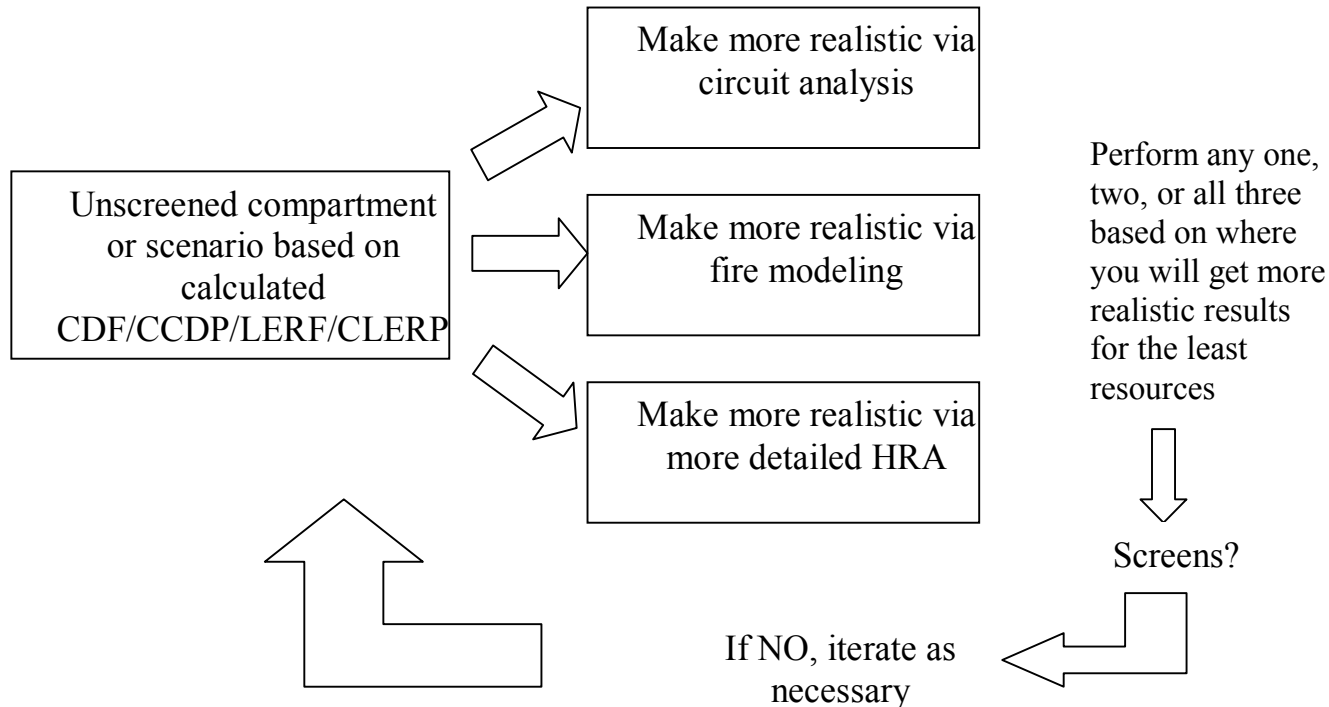 Unscreened compartment
or scenario based on
calculated
CDF/CCDP/LERF/CLERP
Make more realistic via
circuit analysis
Make more realistic via
fire modeling
Make more realistic via
more detailed HRA
Perform any one,
two, or all three
based on where
you will get more
realistic results
for the least
resources
Screens?
If NO, iterate as
necessary